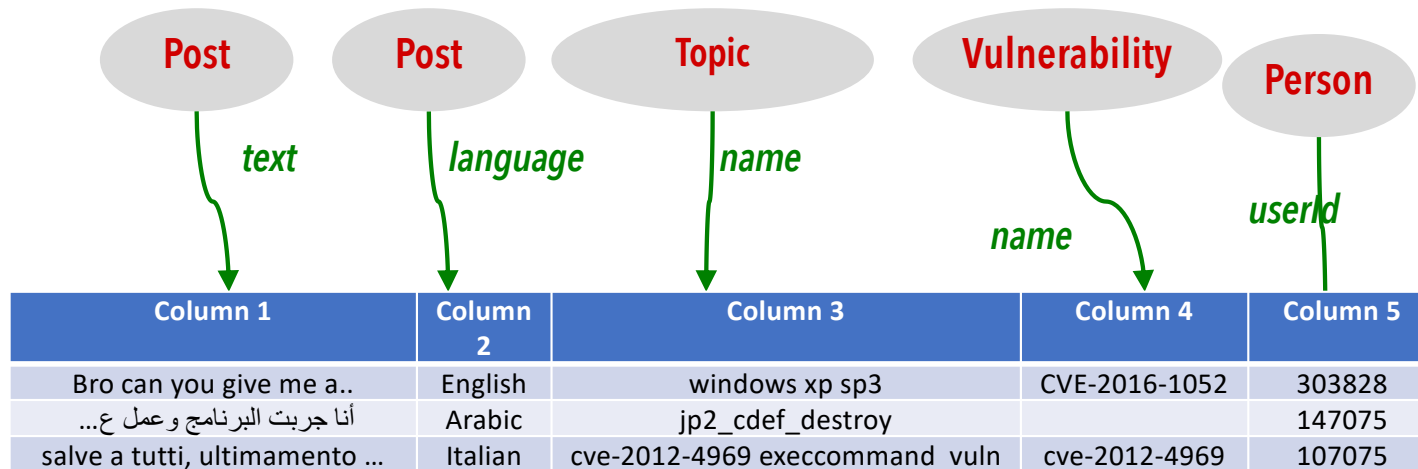 Post Post Topic Vulnerability Person
text language name
name userId
Column 1 Column 2 Column 3 Column 4 Column 5
Bro can you give me a.. English windows xp sp3 CVE-2016-1052 303828
أنا جربت البرنامج وعمل ع... Arabic jp2_cdef_destroy 147075
salve a tutti, ultimamento ... Italian cve-2012-4969 execcommand vuln cve-2012-4969 107075